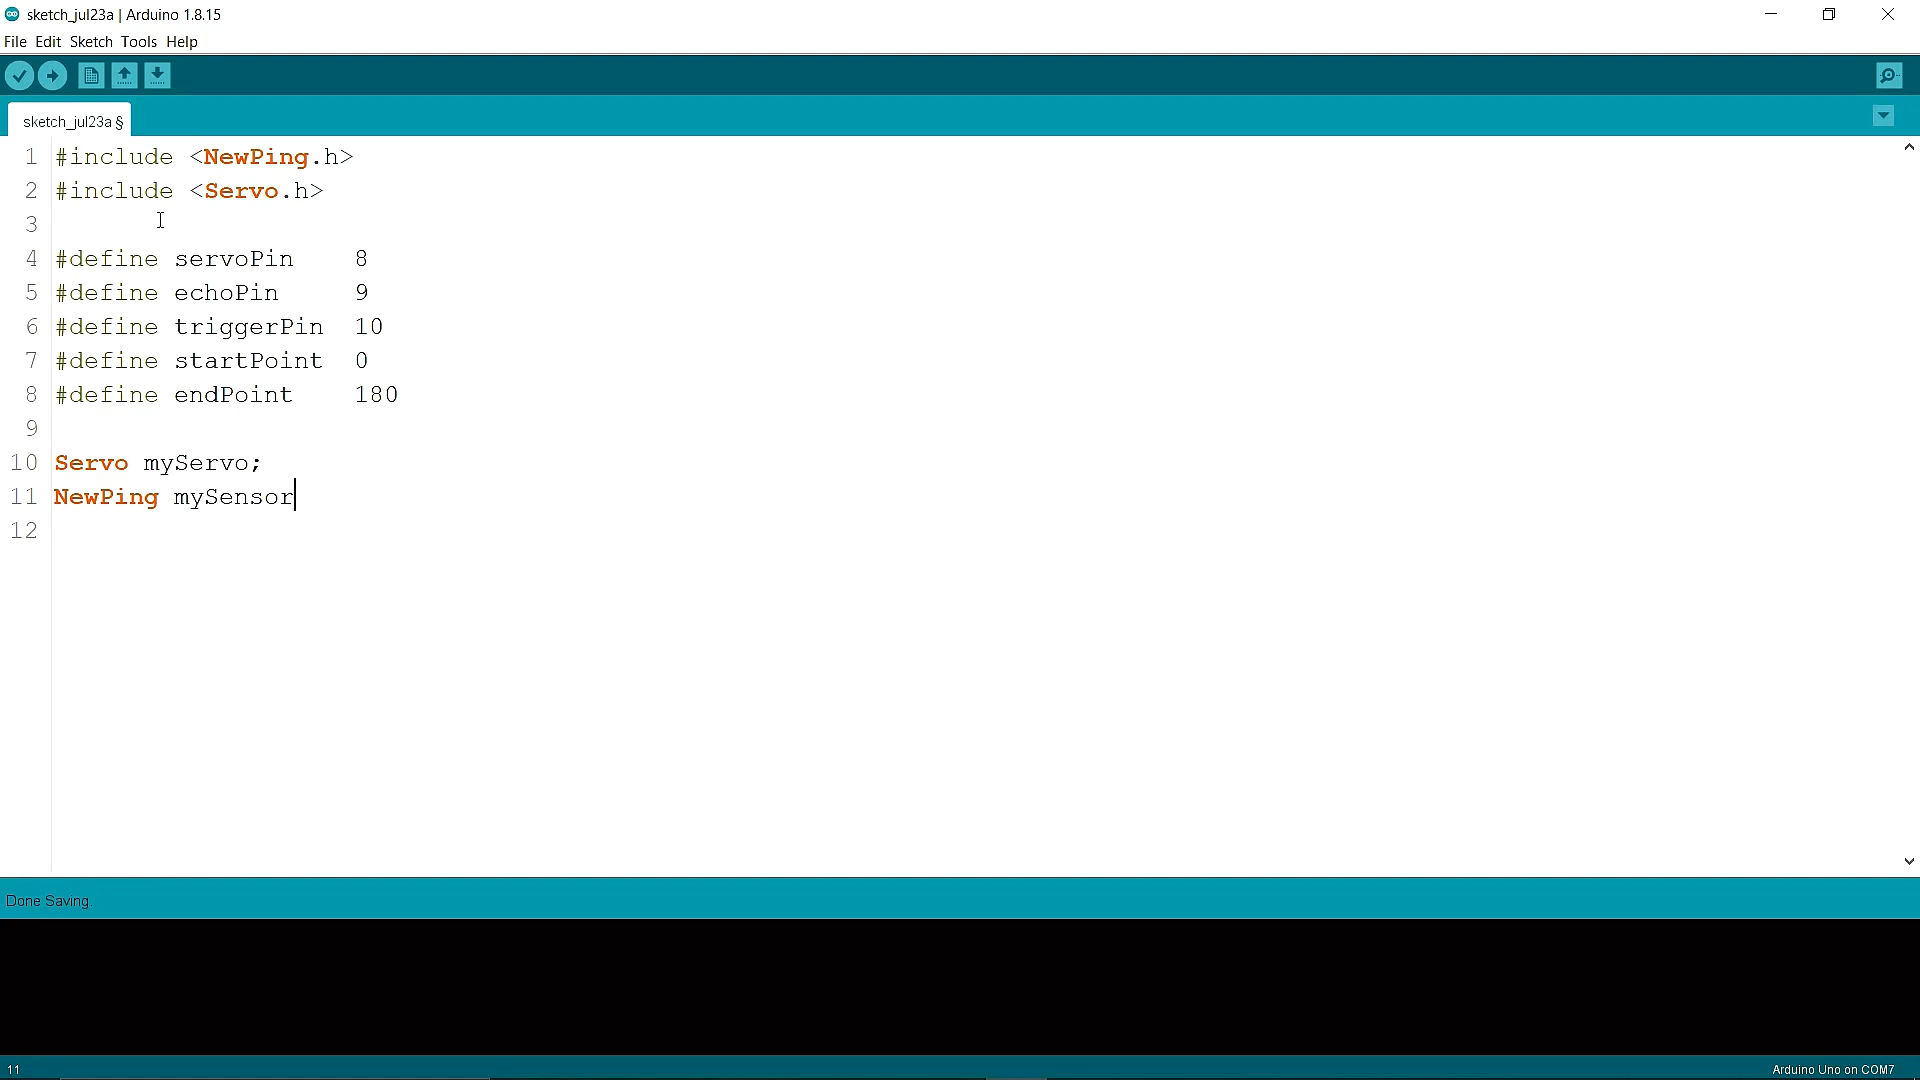 sketch_jul23a | Arduino 1.8.15
File Edit Sketch Tools Help
sketch_jul23a §
1 #include <NewPing.h>
2 #include <Servo.h>
3
4 #define servoPin 8
5 #define echoPin 9
6 #define triggerPin 10
7 #define startPoint 0
8 #define endPoint 180
9
10 Servo myServo;
11 NewPing mySensor
12
Done Saving.
11 Arduino Uno on COM7